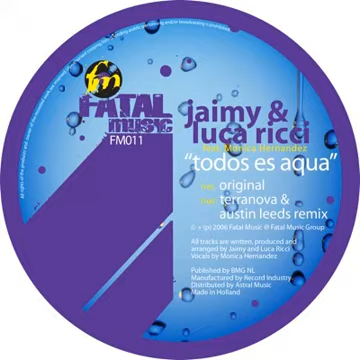 fm
FATAL
music
FM011
jaimy &
luca ricci
feat. Monica Hernandez
"todos es aqua"
original
terranova &
austin leeds remix
© + (p) 2006 Fatal Music @ Fatal Music Group
All tracks are written, produced and
arranged by Jaimy and Luca Ricci
Vocals by Monica Hernandez
Published by BMG NL
Manufactured by Record Industry
Distributed by Astral Music
Made in Holland